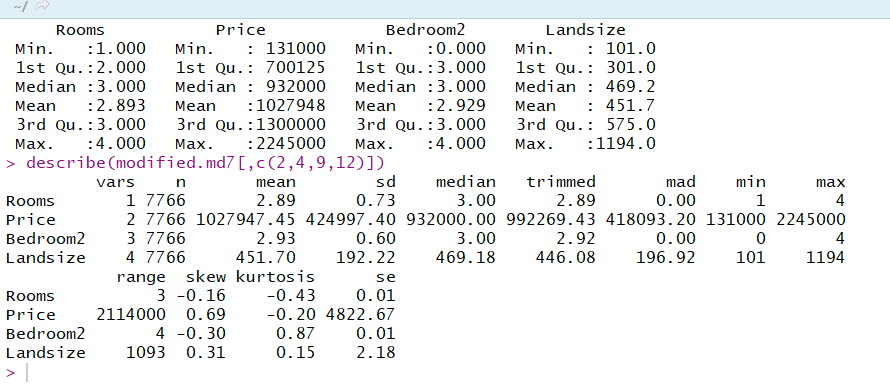 ~/
     Rooms           Price           Bedroom2        Landsize
 Min.   :1.000   Min.   : 131000   Min.   :0.000   Min.   : 101.0
 1st Qu.:2.000   1st Qu.: 700125   1st Qu.:3.000   1st Qu.: 301.0
 Median :3.000   Median : 932000   Median :3.000   Median : 469.2
 Mean   :2.893   Mean   :1027948   Mean   :2.929   Mean   : 451.7
 3rd Qu.:3.000   3rd Qu.:1300000   3rd Qu.:3.000   3rd Qu.: 575.0
 Max.   :4.000   Max.   :2245000   Max.   :4.000   Max.   :1194.0
> describe(modified.md7[,c(2,4,9,12)])
         vars    n       mean        sd    median   trimmed       mad    min     max
Rooms       1 7766       2.89      0.73      3.00      2.89      0.00      1       4
Price       2 7766 1027947.45 424997.40 932000.00 992269.43 418093.20 131000 2245000
Bedroom2    3 7766       2.93      0.60      3.00      2.92      0.00      0       4
Landsize    4 7766     451.70    192.22    469.18    446.08    196.92    101    1194
           range  skew kurtosis      se
Rooms          3 -0.16    -0.43    0.01
Price    2114000  0.69    -0.20 4822.67
Bedroom2       4 -0.30     0.87    0.01
Landsize    1093  0.31     0.15    2.18
>